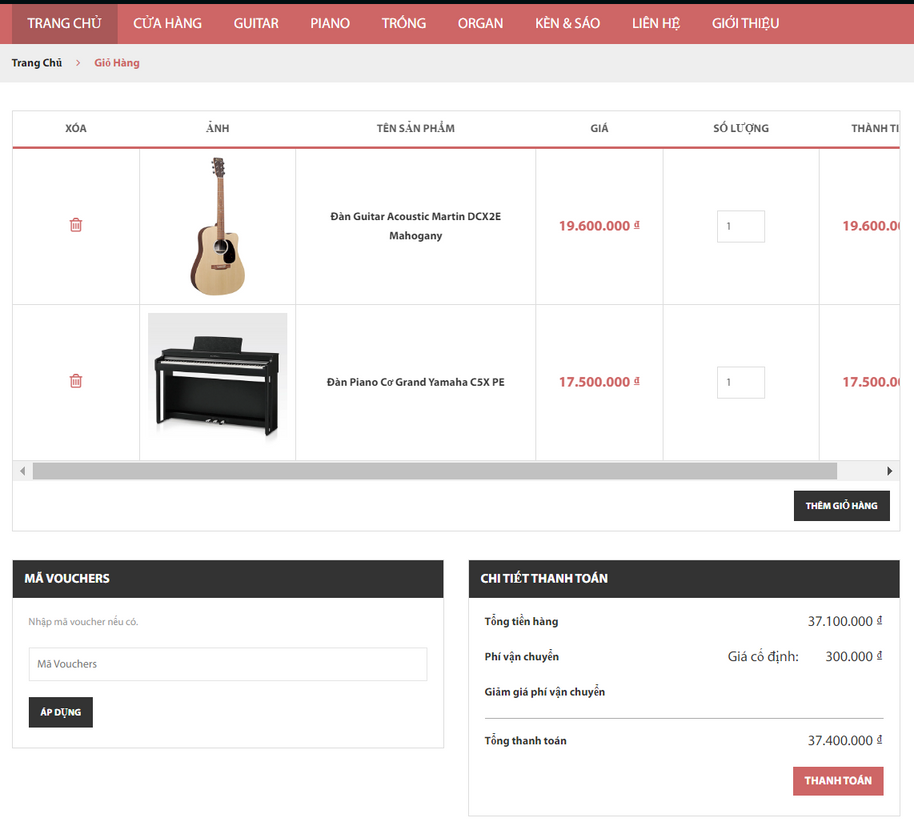 TRANG CHỦ CỬA HÀNG GUITAR PIANO TRỐNG ORGAN KÈN & SÁO LIÊN HỆ GIỚI THIỆU
Trang Chủ > Giỏ Hàng
XÓA ẢNH TÊN SẢN PHẨM GIÁ SỐ LƯỢNG THÀNH TI
Đàn Guitar Acoustic Martin DCX2E
Mahogany
19.600.000 đ 1 19.600.0
Đàn Piano Cơ Grand Yamaha C5X PE 17.500.000 đ 1 17.500.0
THÊM GIỎ HÀNG
MÃ VOUCHERS
Nhập mã voucher nếu có.
Mã Vouchers
ÁP DỤNG
CHI TIẾT THANH TOÁN
Tổng tiền hàng 37.100.000 đ
Phí vận chuyển Giá cố định: 300.000 đ
Giảm giá phí vận chuyển
Tổng thanh toán 37.400.000 đ
THANH TOÁN